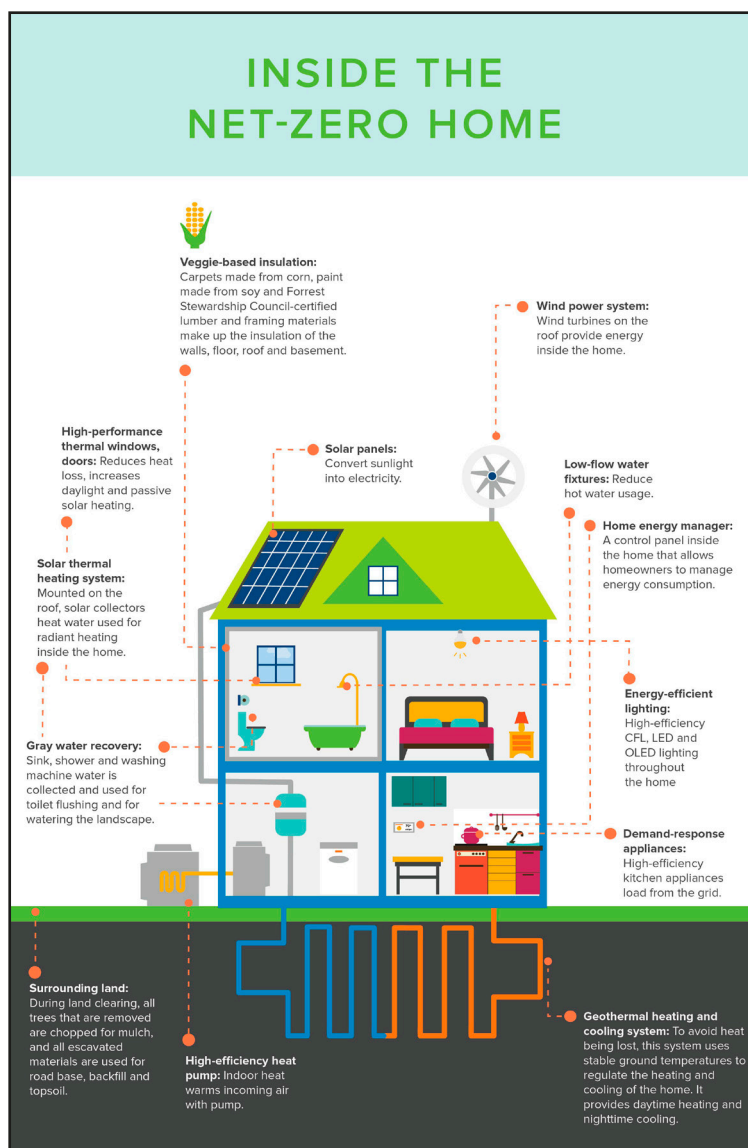 INSIDE THE
NET-ZERO HOME
Veggie-based insulation:
Carpets made from corn, paint
made from soy and Forrest
Stewardship Council-certified
lumber and framing materials
make up the insulation of the
walls, floor, roof and basement.
Wind power system:
Wind turbines on the
roof provide energy
inside the home.
High-performance
thermal windows,
doors: Reduces heat
loss, increases
daylight and passive
solar heating.
Solar panels:
Convert sunlight
into electricity.
Low-flow water
fixtures: Reduce
hot water usage.
Home energy manager:
A control panel inside
the home that allows
homeowners to manage
energy consumption.
Solar thermal
heating system:
Mounted on the
roof, solar collectors
heat water used for
radiant heating
inside the home.
Energy-efficient
lighting:
High-efficiency
CFL, LED and
OLED lighting
throughout
the home
Gray water recovery:
Sink, shower and washing
machine water is
collected and used for
toilet flushing and for
watering the landscape.
Demand-response
appliances:
High-efficiency
kitchen appliances
load from the grid.
Surrounding land:
During land clearing, all
trees that are removed
are chopped for mulch,
and all escavated
materials are used for
road base, backfill and
topsoil.
High-efficiency heat
pump: Indoor heat
warms incoming air
with pump.
Geothermal heating and
cooling system: To avoid heat
being lost, this system uses
stable ground temperatures to
regulate the heating and
cooling of the home. It
provides daytime heating and
nighttime cooling.